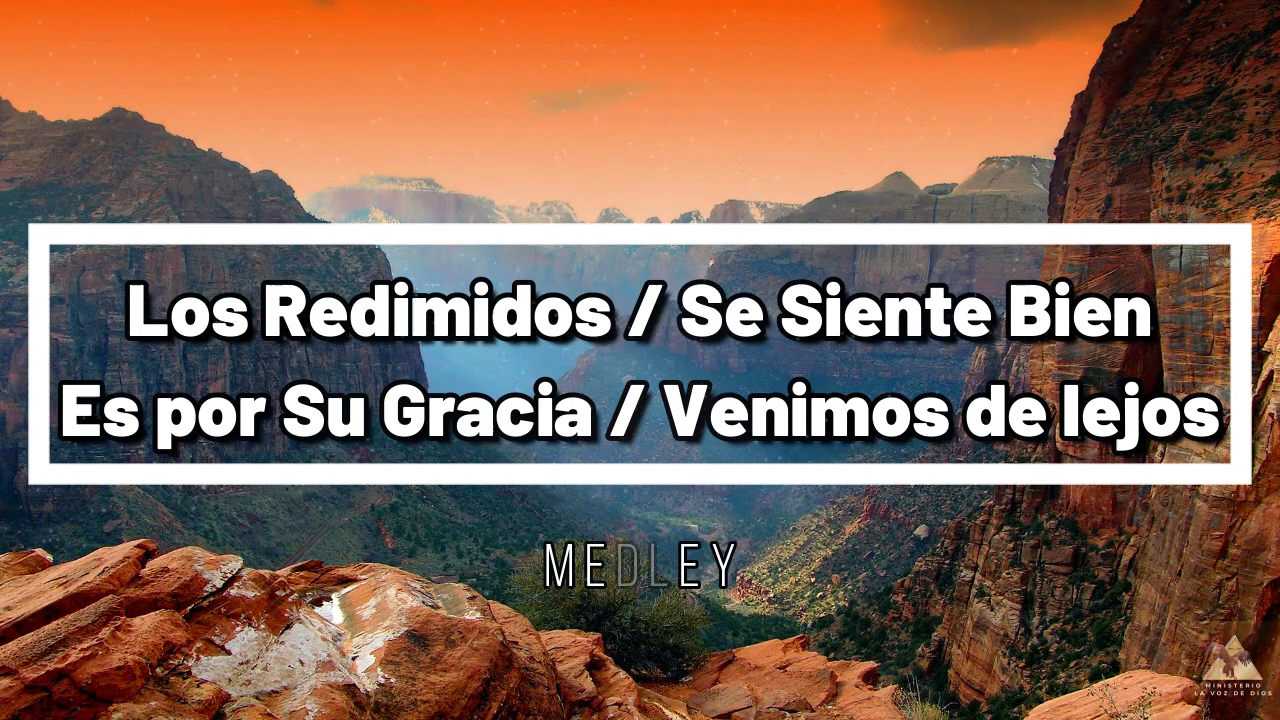 Los Redimidos / Se Siente Bien
Es por Su Gracia / Venimos de lejos
MEDLEY
MINISTERIO
LA VOZ DE DIOS